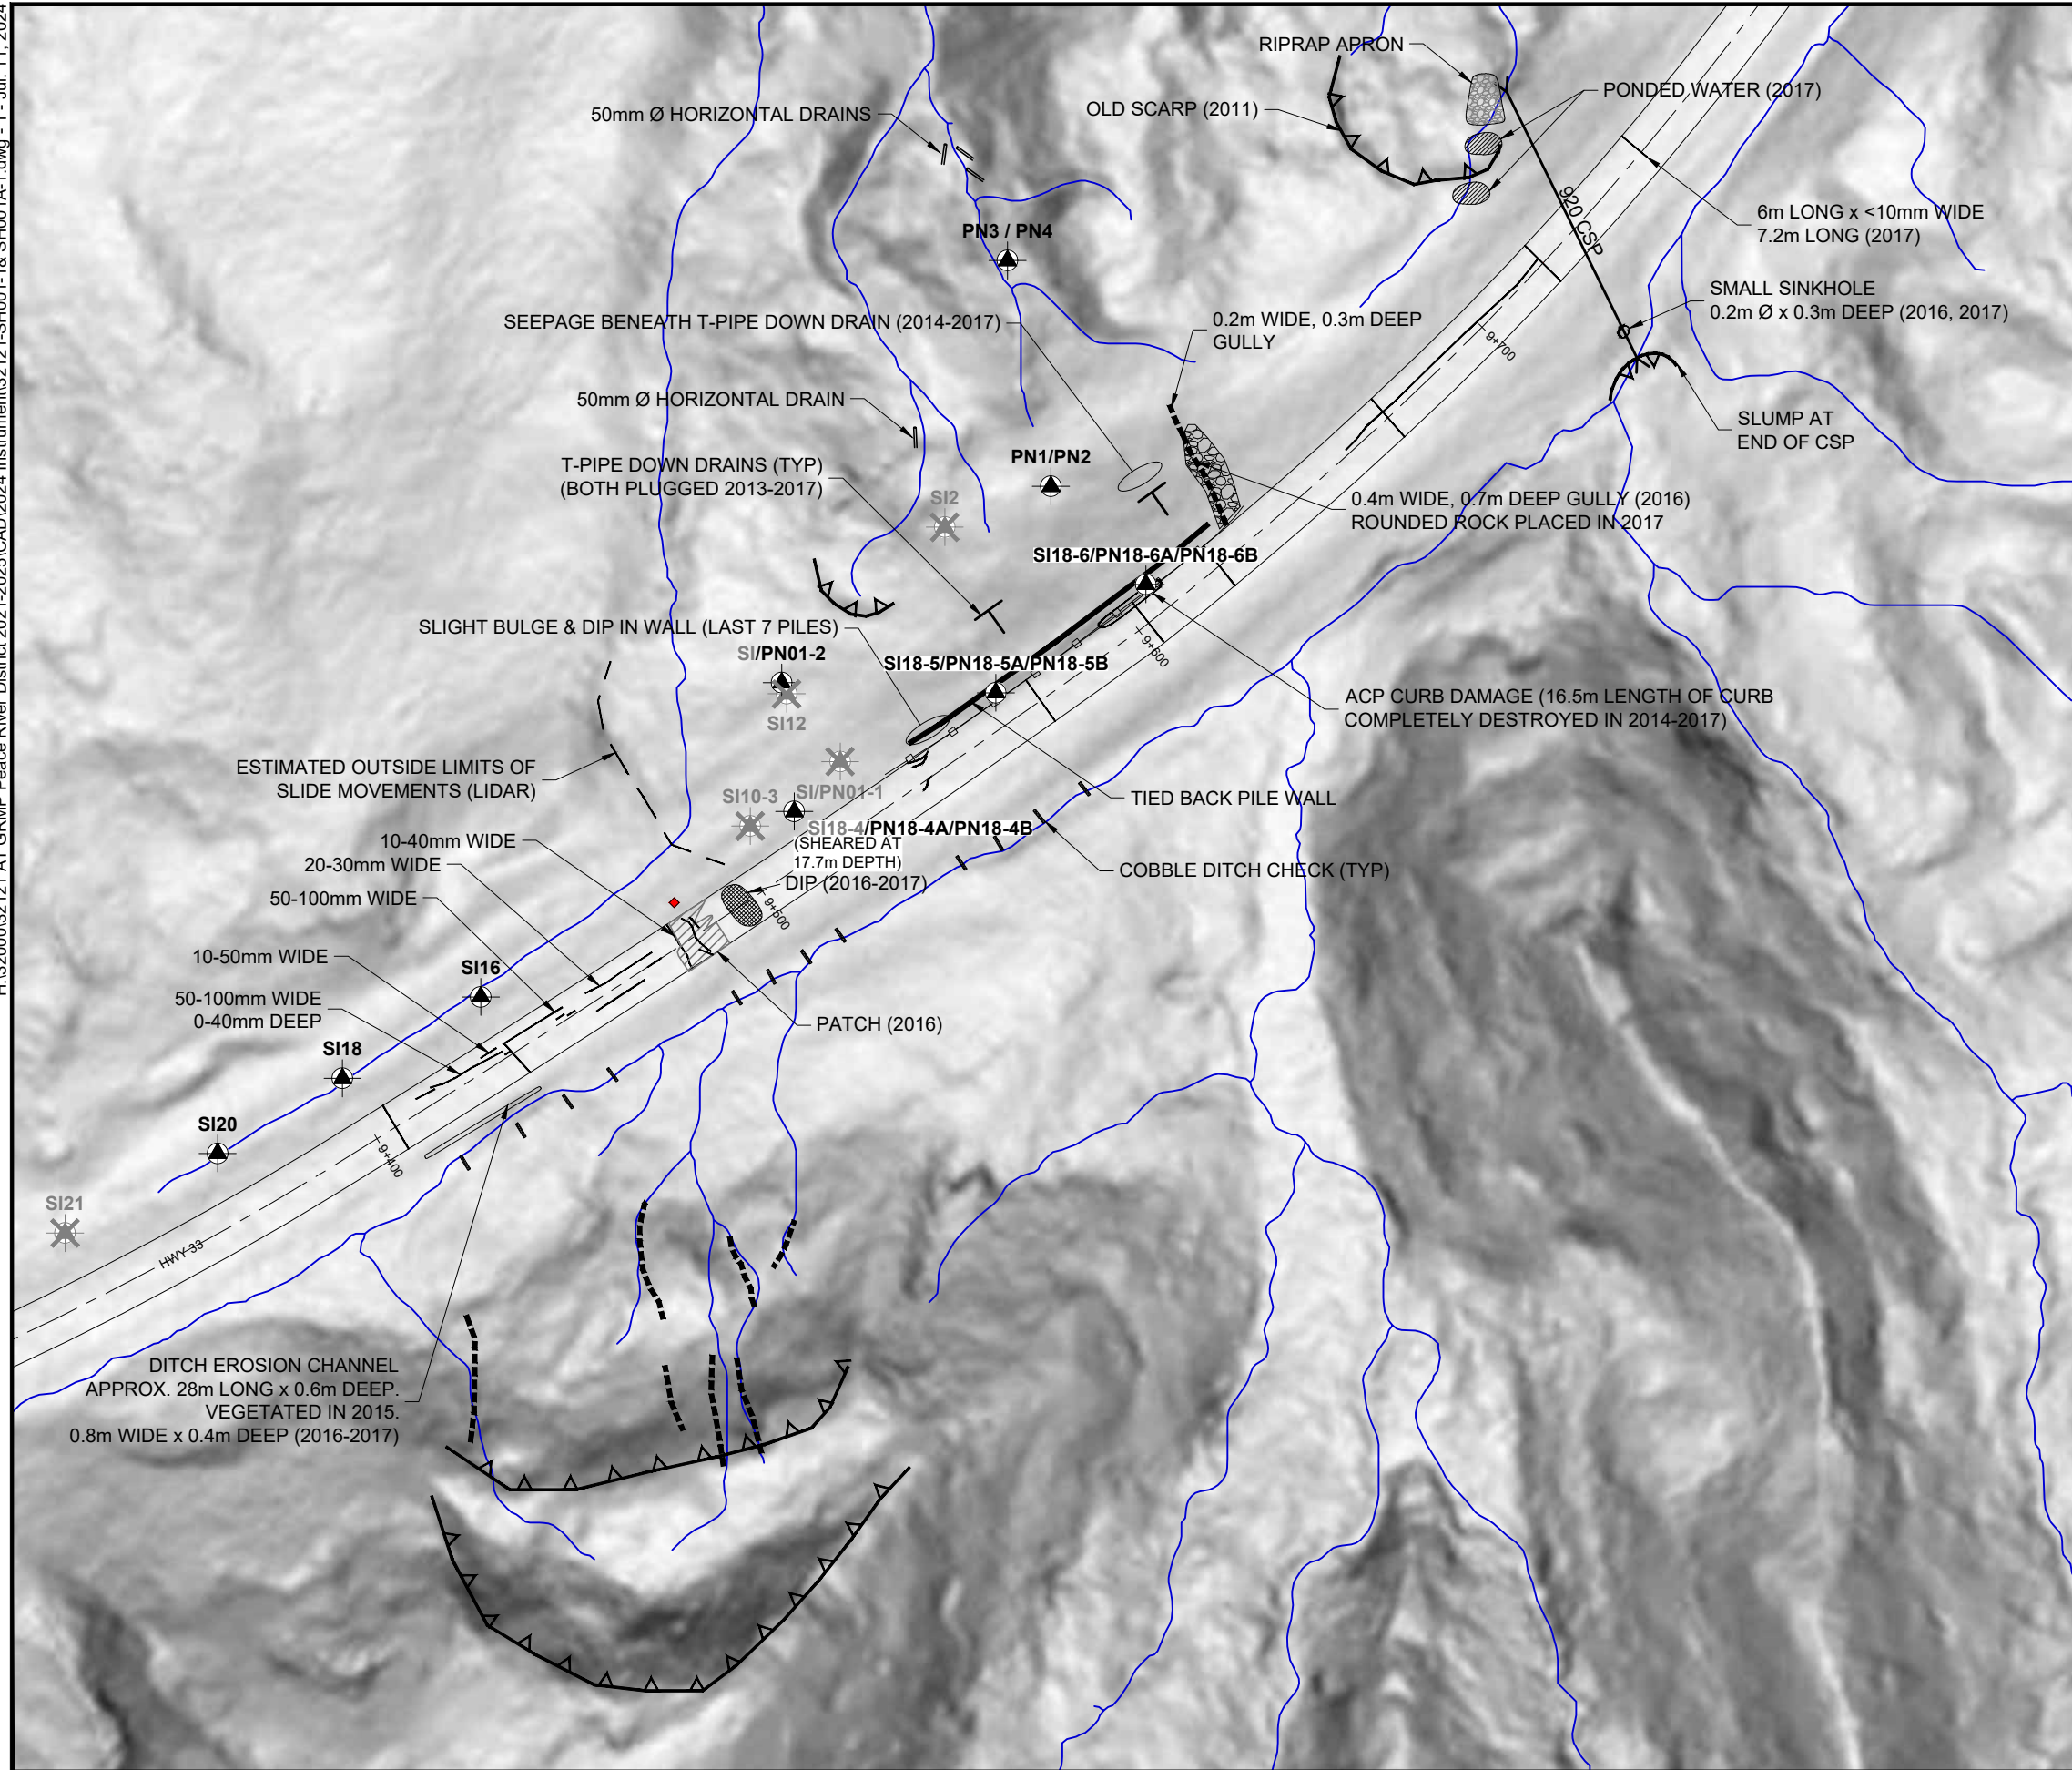 RIPRAP APRON
PONDED WATER (2017)
OLD SCARP (2011)
50mm Ø HORIZONTAL DRAINS
920 CSP
6m LONG x <10mm WIDE
7.2m LONG (2017)
PN3 / PN4
SMALL SINKHOLE
0.2m Ø x 0.3m DEEP (2016, 2017)
SEEPAGE BENEATH T-PIPE DOWN DRAIN (2014-2017)
0.2m WIDE, 0.3m DEEP
GULLY
9+700
50mm Ø HORIZONTAL DRAIN
SLUMP AT
END OF CSP
T-PIPE DOWN DRAINS (TYP)
(BOTH PLUGGED 2013-2017)
PN1/PN2
SI2
0.4m WIDE, 0.7m DEEP GULLY (2016)
ROUNDED ROCK PLACED IN 2017
SI18-6/PN18-6A/PN18-6B
SLIGHT BULGE & DIP IN WALL (LAST 7 PILES)
9+600
SI/PN01-2
SI18-5/PN18-5A/PN18-5B
SI12
ACP CURB DAMAGE (16.5m LENGTH OF CURB
COMPLETELY DESTROYED IN 2014-2017)
ESTIMATED OUTSIDE LIMITS OF
SLIDE MOVEMENTS (LIDAR)
SI10-3
SI/PN01-1
TIED BACK PILE WALL
SI18-4/PN18-4A/PN18-4B
(SHEARED AT
17.7m DEPTH)
10-40mm WIDE
20-30mm WIDE
COBBLE DITCH CHECK (TYP)
DIP (2016-2017)
50-100mm WIDE
9+500
10-50mm WIDE
SI16
50-100mm WIDE
0-40mm DEEP
PATCH (2016)
SI18
SI20
9+400
SI21
HWY 33
DITCH EROSION CHANNEL
APPROX. 28m LONG x 0.6m DEEP.
VEGETATED IN 2015.
0.8m WIDE x 0.4m DEEP (2016-2017)